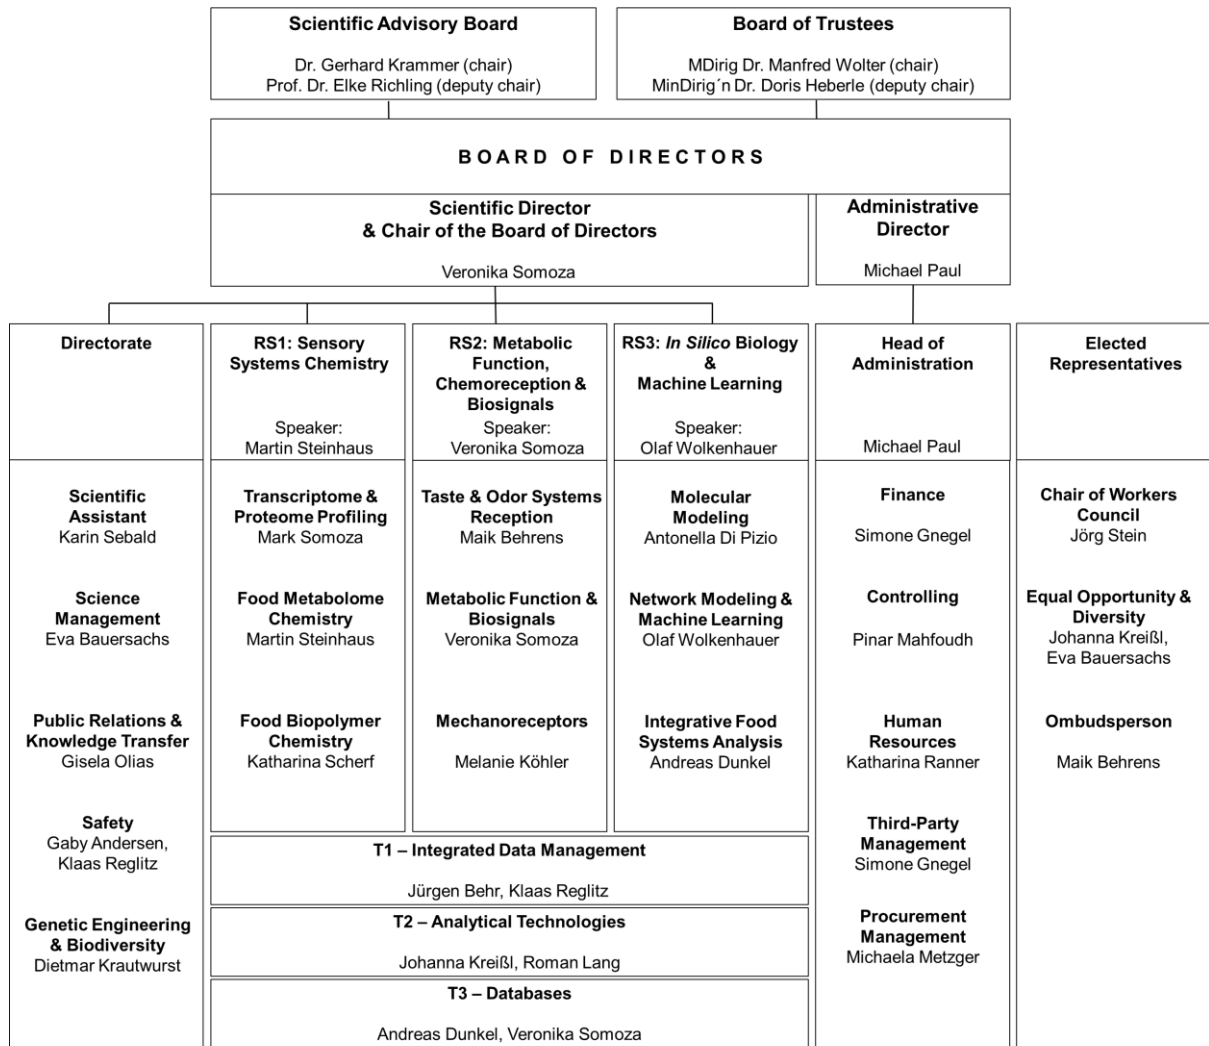 Scientific Advisory Board
Dr. Gerhard Krammer (chair)
Prof. Dr. Elke Richling (deputy chair)
Board of Trustees
MDirig Dr. Manfred Wolter (chair)
MinDirig´n Dr. Doris Heberle (deputy chair)
BOARD OF DIRECTORS
Scientific Director
& Chair of the Board of Directors
Veronika Somoza
Administrative
Director
Michael Paul
Directorate
Scientific
Assistant
Karin Sebald
Science
Management
Eva Bauersachs
Public Relations &
Knowledge Transfer
Gisela Olias
Safety
Gaby Andersen,
Klaas Reglitz
Genetic Engineering
& Biodiversity
Dietmar Krautwurst
RS1: Sensory
Systems Chemistry
Speaker:
Martin Steinhaus
Transcriptome &
Proteome Profiling
Mark Somoza
Food Metabolome
Chemistry
Martin Steinhaus
Food Biopolymer
Chemistry
Katharina Scherf
RS2: Metabolic
Function,
Chemoreception &
Biosignals
Speaker:
Veronika Somoza
Taste & Odor Systems
Reception
Maik Behrens
Metabolic Function &
Biosignals
Veronika Somoza
Mechanoreceptors
Melanie Köhler
RS3: In Silico Biology
&
Machine Learning
Speaker:
Olaf Wolkenhauer
Molecular
Modeling
Antonella Di Pizio
Network Modeling &
Machine Learning
Olaf Wolkenhauer
Integrative Food
Systems Analysis
Andreas Dunkel
T1 – Integrated Data Management
Jürgen Behr, Klaas Reglitz
T2 – Analytical Technologies
Johanna Kreißl, Roman Lang
T3 – Databases
Andreas Dunkel, Veronika Somoza
Head of
Administration
Michael Paul
Finance
Simone Gnegel
Controlling
Pinar Mahfoudh
Human
Resources
Katharina Ranner
Third-Party
Management
Simone Gnegel
Procurement
Management
Michaela Metzger
Elected
Representatives
Chair of Workers
Council
Jörg Stein
Equal Opportunity &
Diversity
Johanna Kreißl,
Eva Bauersachs
Ombudsperson
Maik Behrens